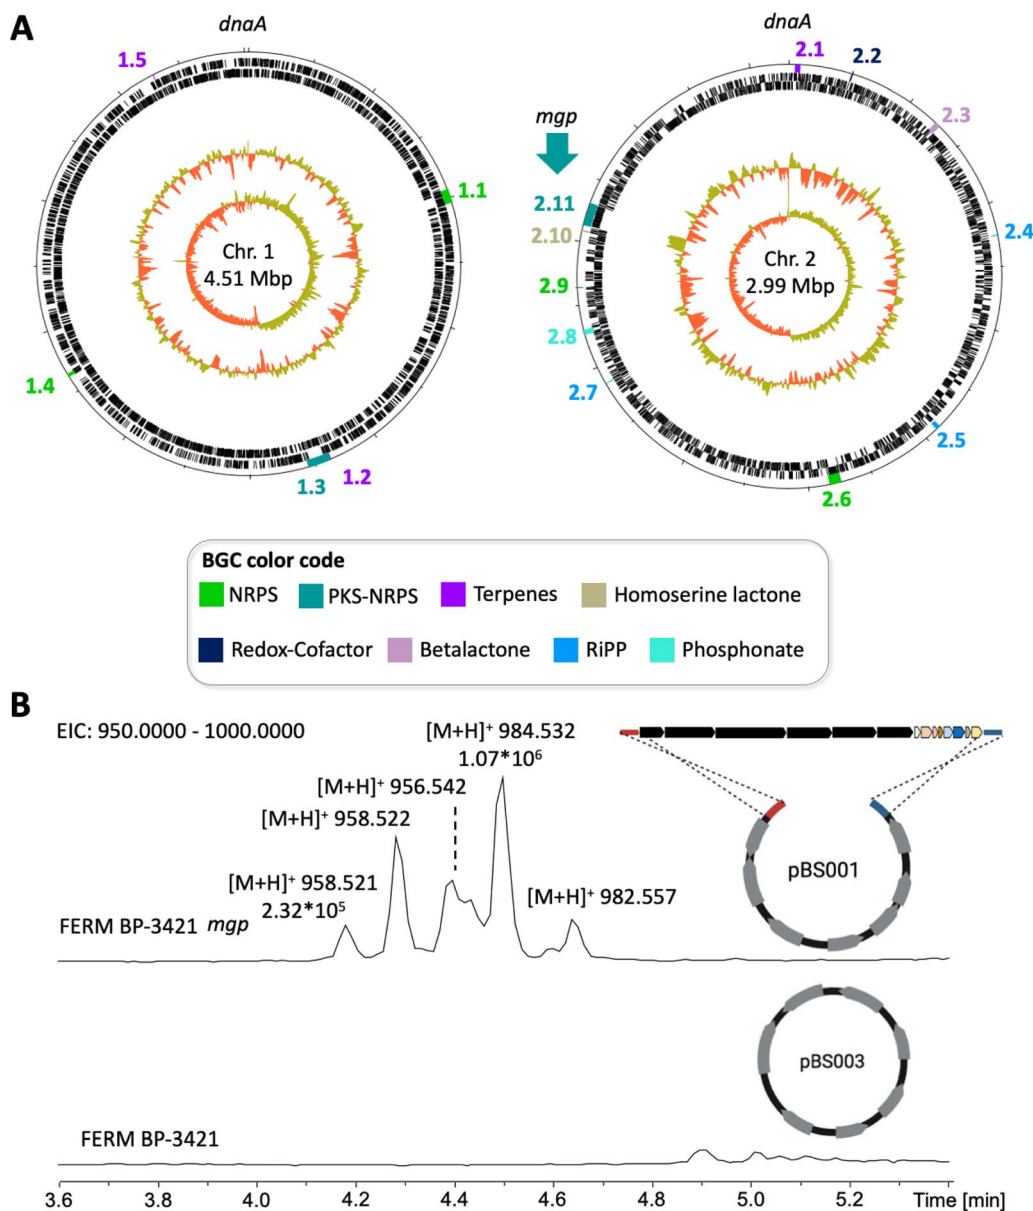 A
dnaA
1.5
1.1
Chr. 1
4.51 Mbp
1.4
1.3
1.2
dnaA
2.1
2.2
2.3
mgp
2.11
2.10
2.4
Chr. 2
2.99 Mbp
2.9
2.8
2.7
2.5
2.6
BGC color code
NRPS PKS-NRPS Terpenes Homoserine lactone
Redox-Cofactor Betalactone RiPP Phosphonate
B
EIC: 950.0000 - 1000.0000
[M+H]⁺ 984.532
1.07*10⁶
[M+H]⁺ 956.542
[M+H]⁺ 958.522
[M+H]⁺ 958.521
2.32*10⁵
[M+H]⁺ 982.557
FERM BP-3421 mgp
pBS001
pBS003
FERM BP-3421
3.6 3.8 4.0 4.2 4.4 4.6 4.8 5.0 5.2 Time [min]